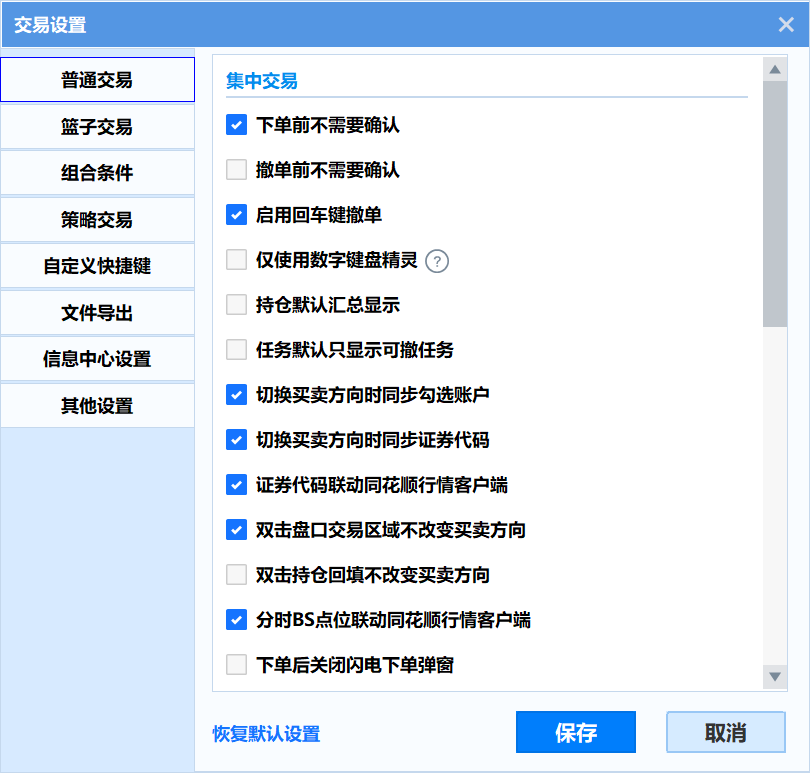 交易设置
普通交易
篮子交易
组合条件
策略交易
自定义快捷键
文件导出
信息中心设置
其他设置
集中交易
下单前不需要确认
撤单前不需要确认
启用回车键撤单
仅使用数字键盘精灵 ?
持仓默认汇总显示
任务默认只显示可撤任务
切换买卖方向时同步勾选账户
切换买卖方向时同步证券代码
证券代码联动同花顺行情客户端
双击盘口交易区域不改变买卖方向
双击持仓回填不改变买卖方向
分时BS点位联动同花顺行情客户端
下单后关闭闪电下单弹窗
恢复默认设置
保存
取消